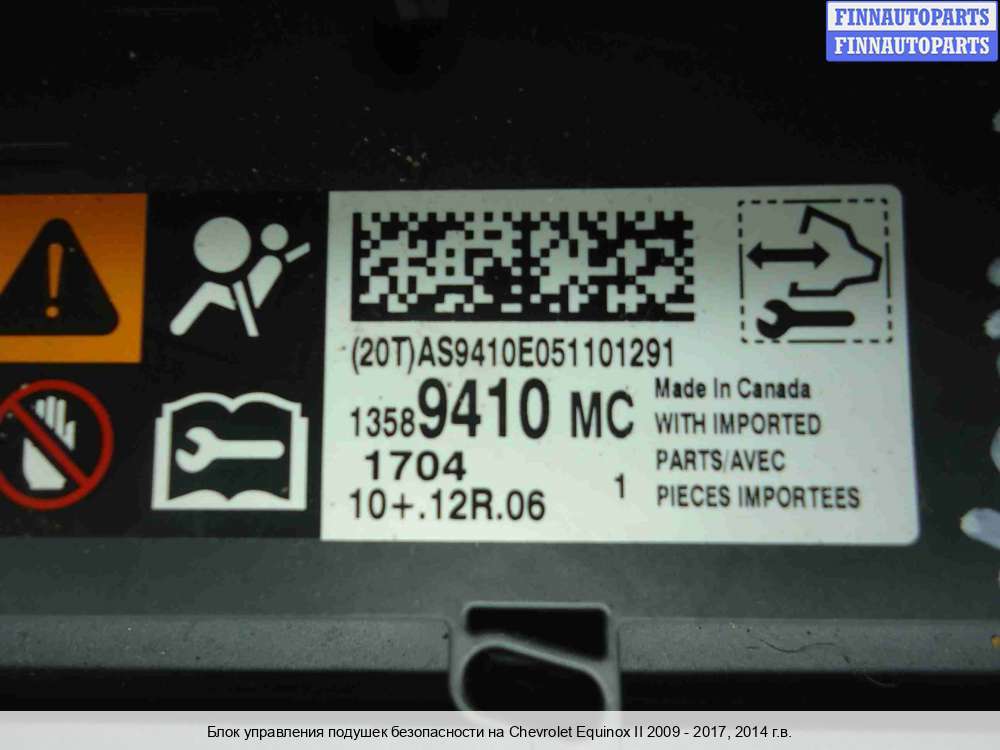 FINNAUTOPARTS
FINNAUTOPARTS
(20T)AS9410E051101291
13589410 MC
1704
10+.12R.06
1
Made In Canada
WITH IMPORTED
PARTS/AVEC
PIECES IMPORTEES
Блок управления подушек безопасности на Chevrolet Equinox II 2009 - 2017, 2014 г.в.